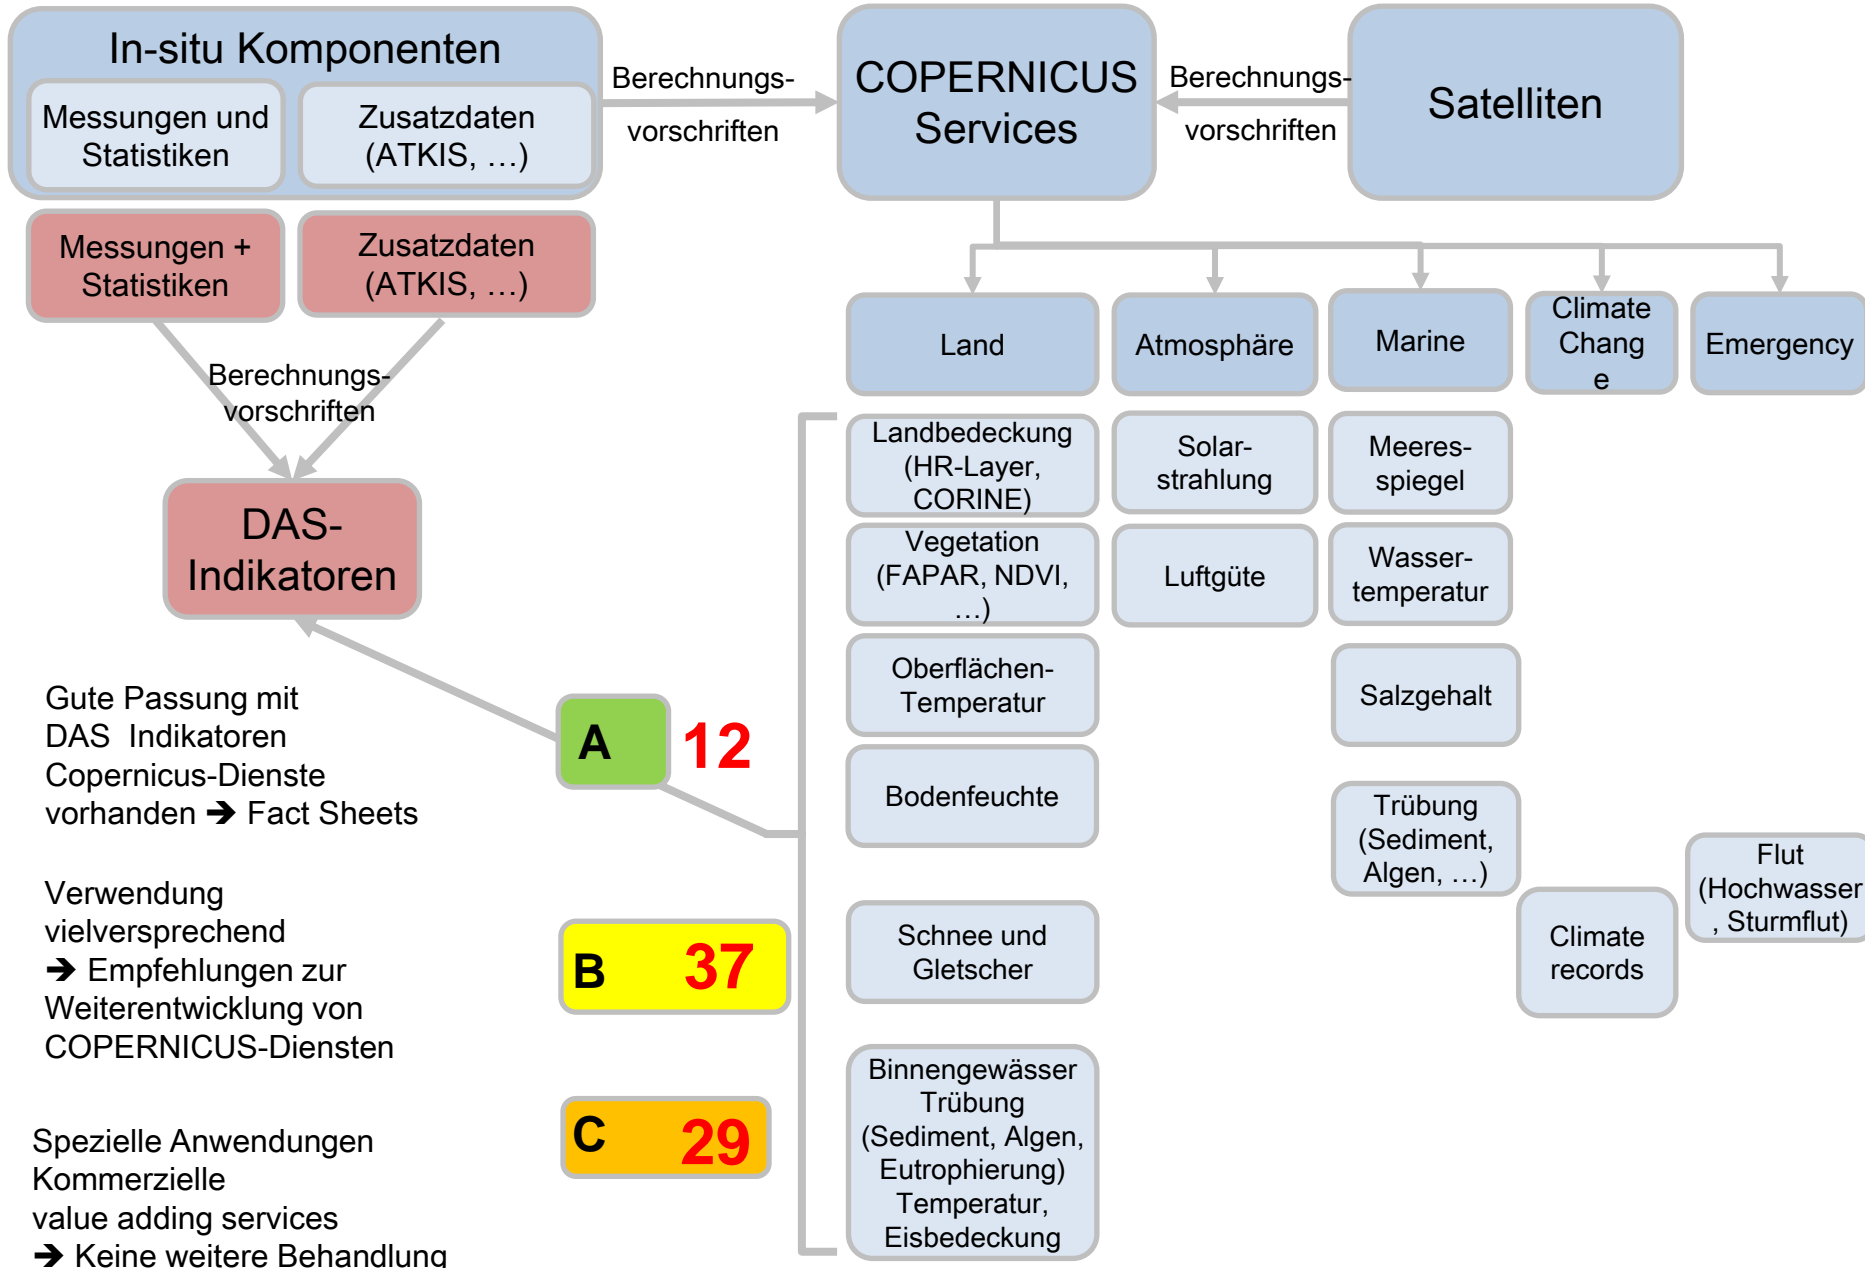 In-situ Komponenten
Messungen und
Statistiken
Zusatzdaten
(ATKIS, …)
Berechnungs-
vorschriften
COPERNICUS
Services
Berechnungs-
vorschriften
Satelliten
Messungen +
Statistiken
Zusatzdaten
(ATKIS, …)
Berechnungs-
vorschriften
DAS-
Indikatoren
Land
Atmosphäre
Marine
Climate
Chang
e
Emergency
Landbedeckung
(HR-Layer,
CORINE)
Vegetation
(FAPAR, NDVI,
…)
Oberflächen-
Temperatur
Bodenfeuchte
Schnee und
Gletscher
Binnengewässer
Trübung
(Sediment, Algen,
Eutrophierung)
Temperatur,
Eisbedeckung
Solar-
strahlung
Luftgüte
Meeres-
spiegel
Wasser-
temperatur
Salzgehalt
Trübung
(Sediment,
Algen, …)
Climate
records
Flut
(Hochwasser
, Sturmflut)
Gute Passung mit
DAS Indikatoren
Copernicus-Dienste
vorhanden ➔ Fact Sheets
A 12
Verwendung
vielversprechend
➔ Empfehlungen zur
Weiterentwicklung von
COPERNICUS-Diensten
B 37
Spezielle Anwendungen
Kommerzielle
value adding services
➔ Keine weitere Behandlung
C 29